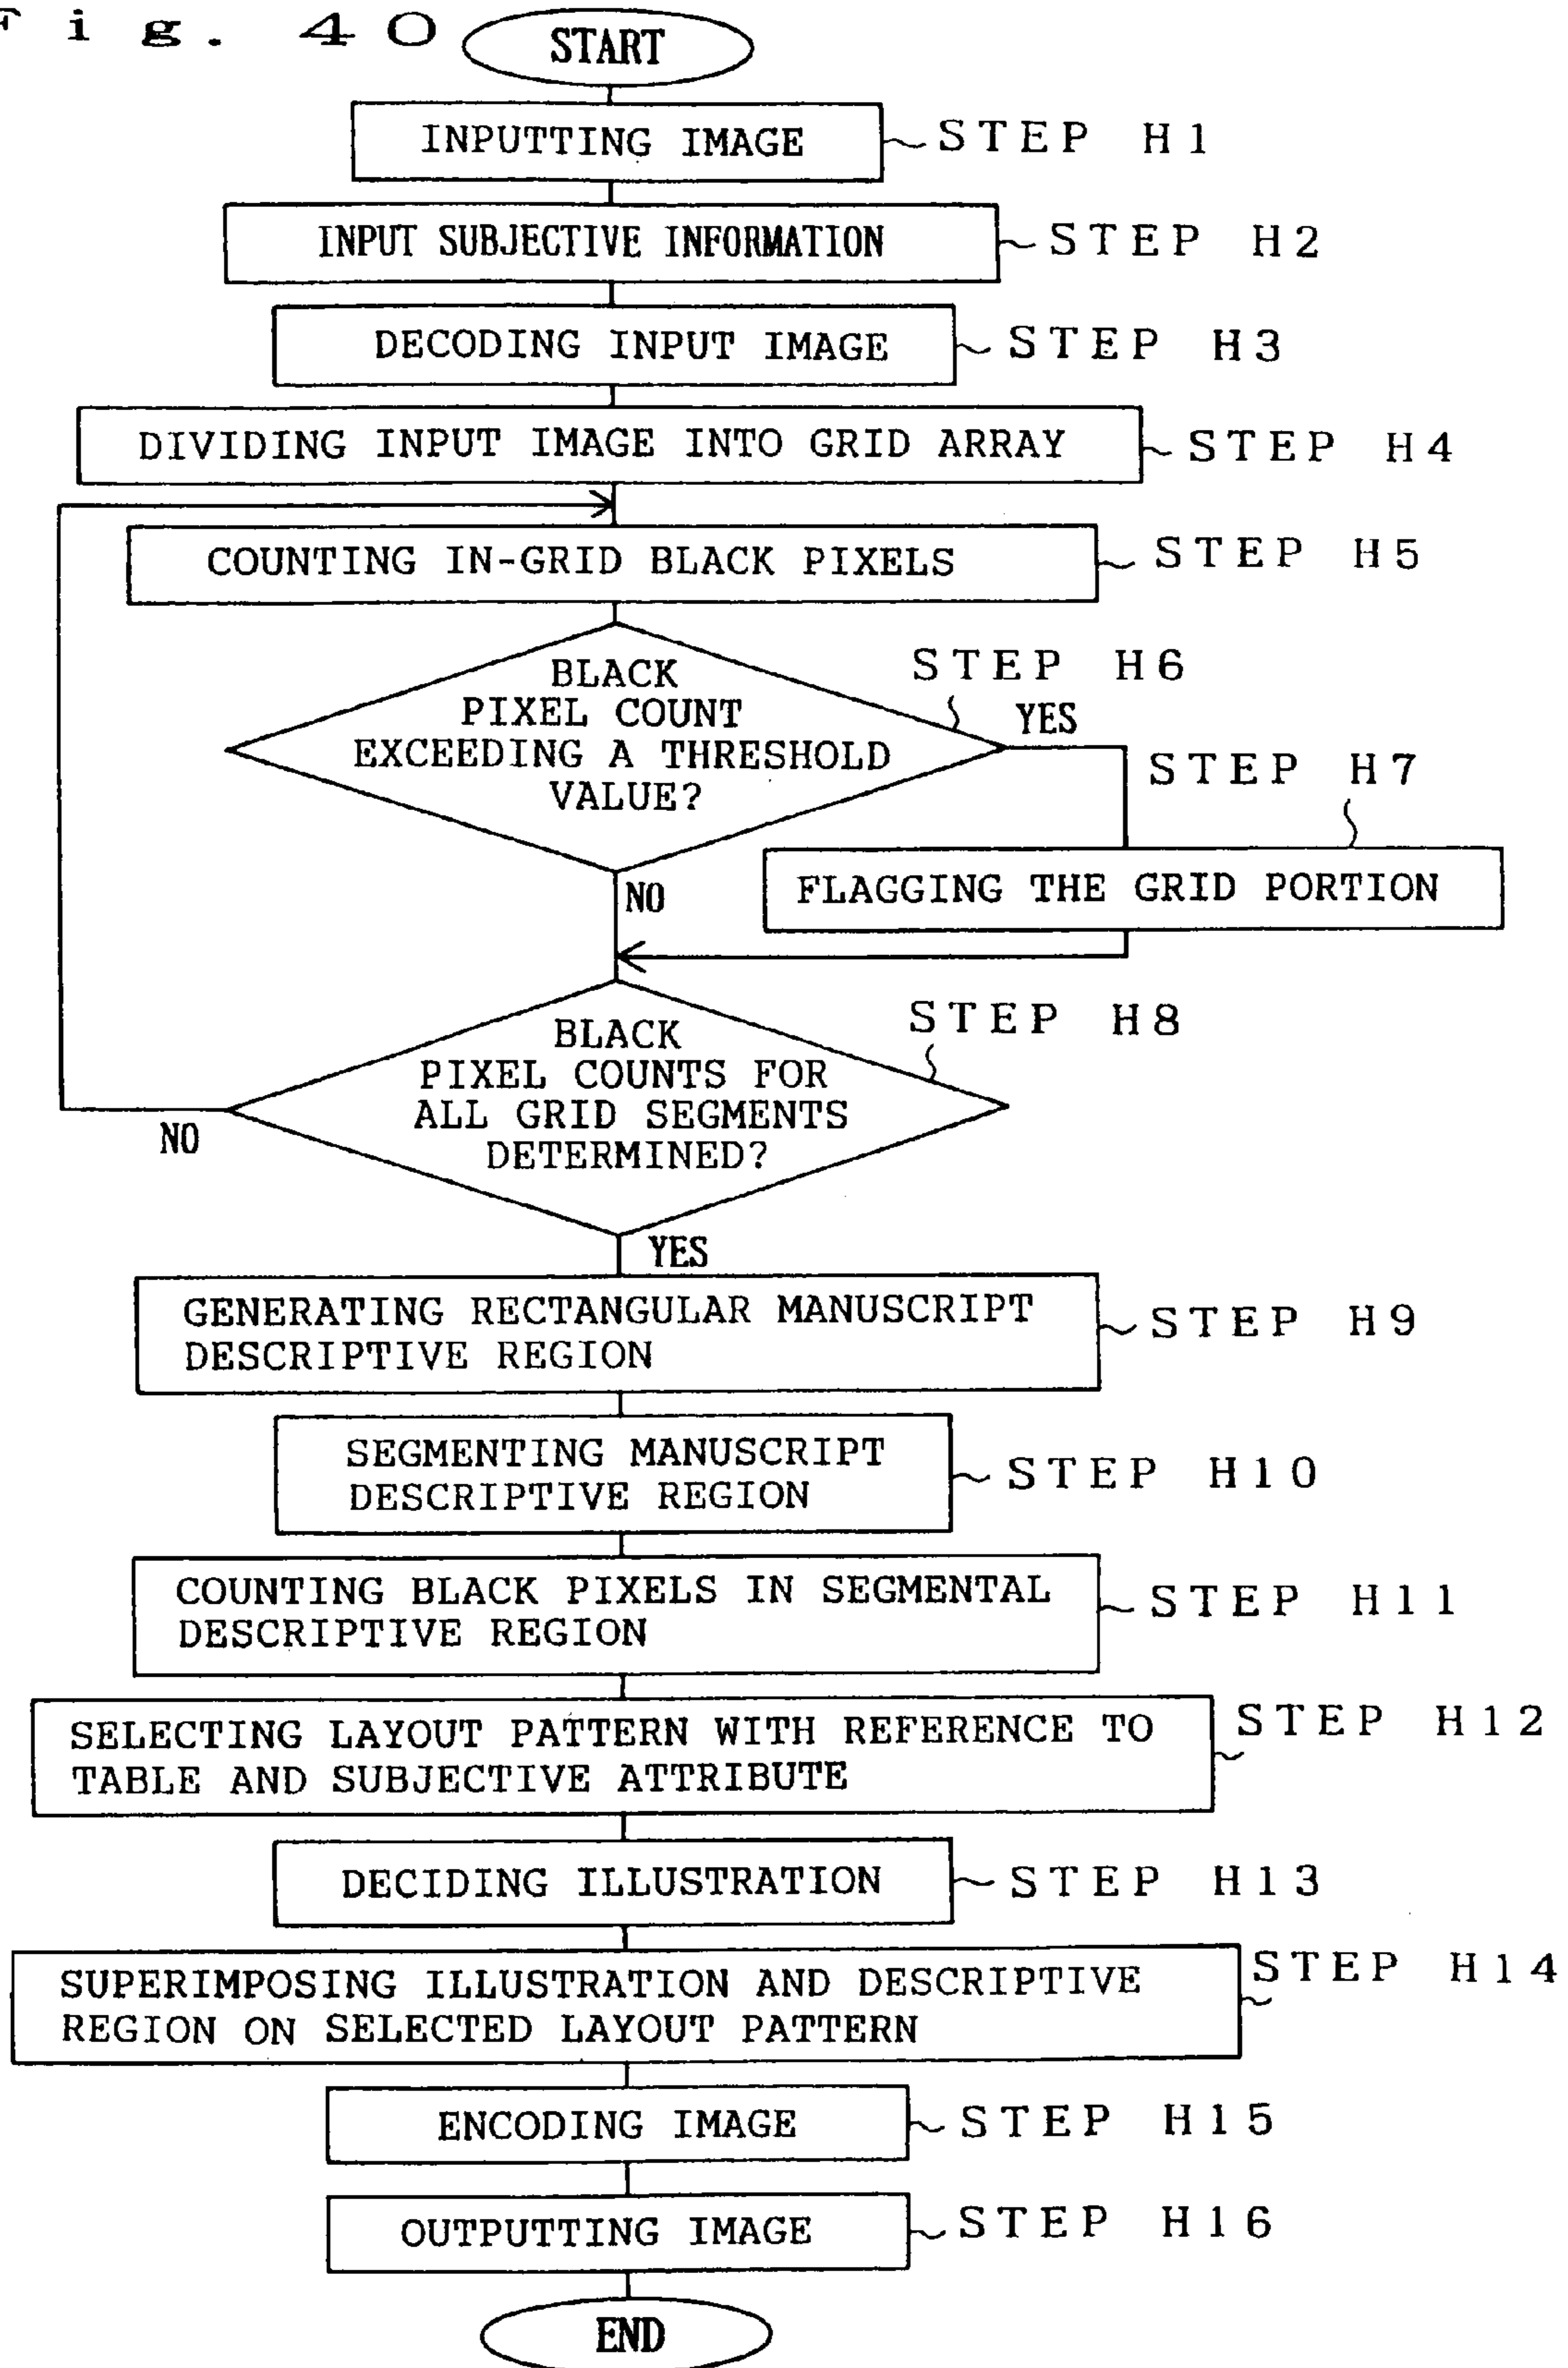 Fig. 40
START
INPUTTING IMAGE
STEP H1
INPUT SUBJECTIVE INFORMATION
STEP H2
DECODING INPUT IMAGE
STEP H3
DIVIDING INPUT IMAGE INTO GRID ARRAY
STEP H4
COUNTING IN-GRID BLACK PIXELS
STEP H5
BLACK
PIXEL COUNT
EXCEEDING A THRESHOLD
VALUE?
STEP H6
YES
STEP H7
FLAGGING THE GRID PORTION
NO
BLACK
PIXEL COUNTS FOR
ALL GRID SEGMENTS
DETERMINED?
STEP H8
NO
YES
GENERATING RECTANGULAR MANUSCRIPT
DESCRIPTIVE REGION
STEP H9
SEGMENTING MANUSCRIPT
DESCRIPTIVE REGION
STEP H10
COUNTING BLACK PIXELS IN SEGMENTAL
DESCRIPTIVE REGION
STEP H11
SELECTING LAYOUT PATTERN WITH REFERENCE TO
TABLE AND SUBJECTIVE ATTRIBUTE
STEP H12
DECIDING ILLUSTRATION
STEP H13
SUPERIMPOSING ILLUSTRATION AND DESCRIPTIVE
REGION ON SELECTED LAYOUT PATTERN
STEP H14
ENCODING IMAGE
STEP H15
OUTPUTTING IMAGE
STEP H16
END